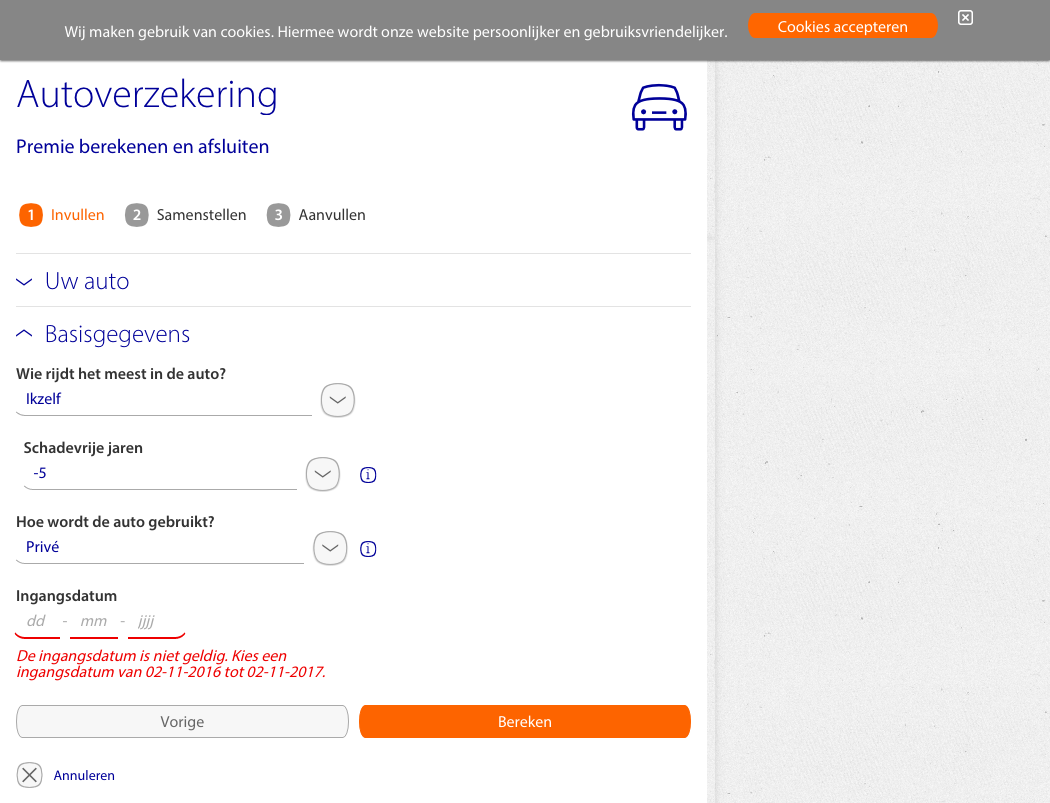 Wij maken gebruik van cookies. Hiermee wordt onze website persoonlijker en gebruiksvriendelijker.
Cookies accepteren
Autoverzekering
Premie berekenen en afsluiten
1 Invullen 2 Samenstellen 3 Aanvullen
Uw auto
Basisgegevens
Wie rijdt het meest in de auto?
Ikzelf
Schadevrije jaren
-5
Hoe wordt de auto gebruikt?
Privé
Ingangsdatum
dd - mm - jjjj
De ingangsdatum is niet geldig. Kies een
ingangsdatum van 02-11-2016 tot 02-11-2017.
Vorige
Bereken
Annuleren